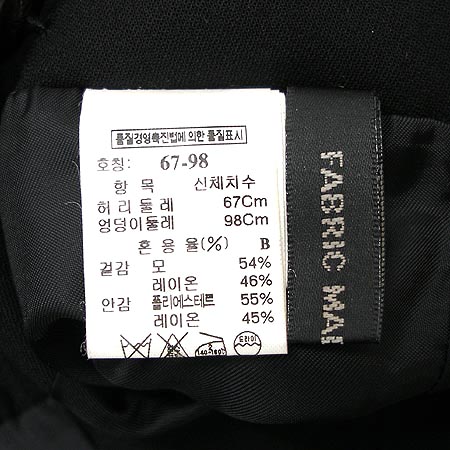 품질경영촉진법에 의한 품질표시
호칭: 67-98
항 목 신체치수
허리둘레 67Cm
엉덩이둘레 98Cm
혼용율(%) B
겉감 모 54%
레이온 46%
안감 폴리에스테르 55%
레이온 45%
드라이
FABRIC MA